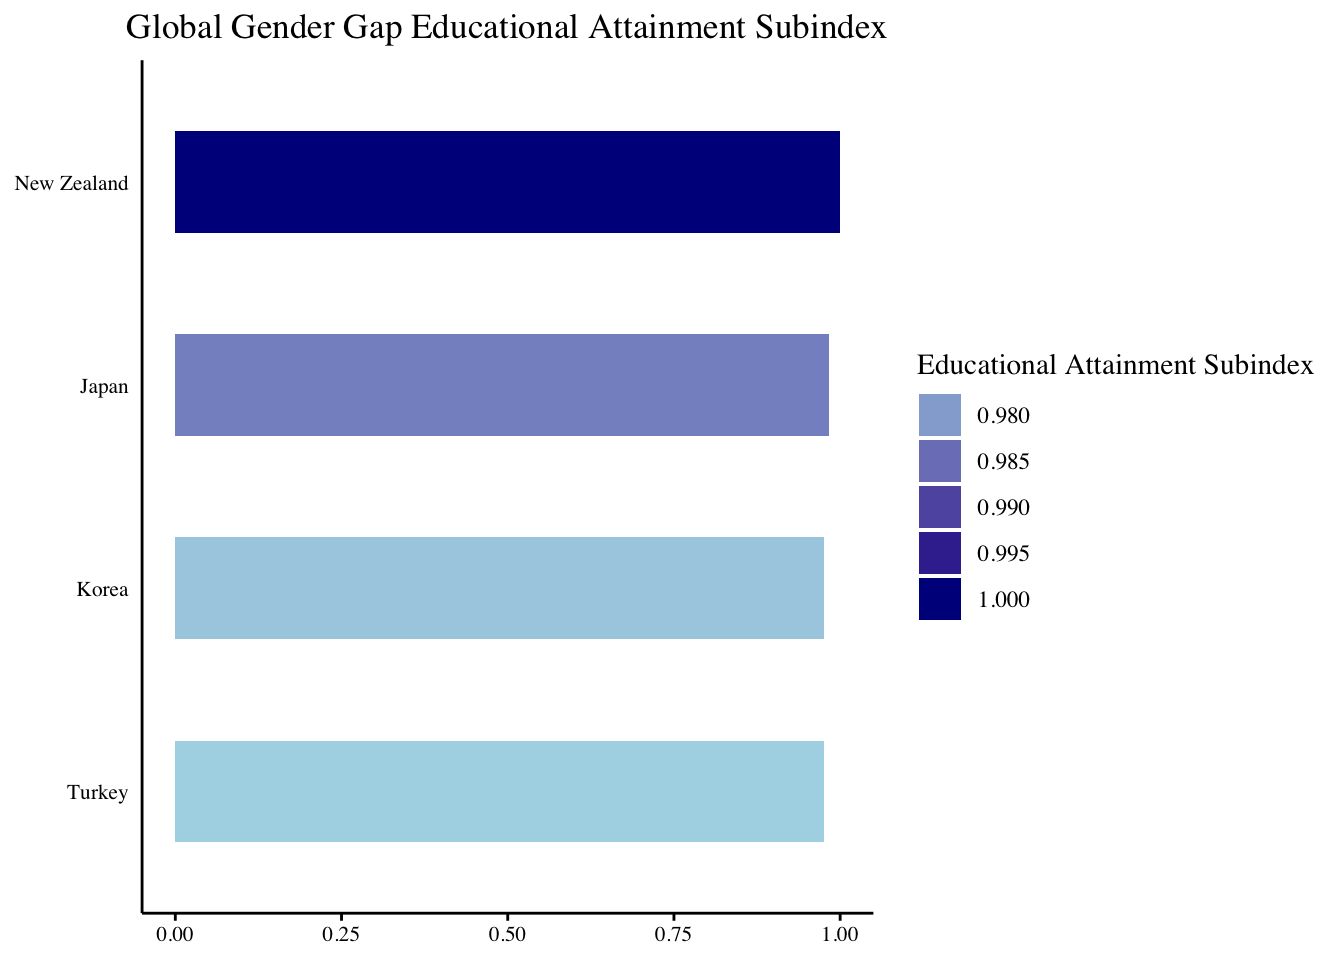 Global Gender Gap Educational Attainment Subindex
New Zealand
Japan
Korea
Turkey
0.00 0.25 0.50 0.75 1.00
Educational Attainment Subindex
0.980
0.985
0.990
0.995
1.000